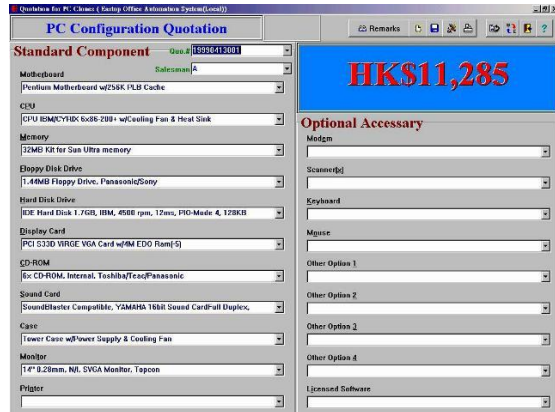 Quotation for PC Clones ( Eartop Office Automation System(Local))
PC Configuration Quotation
Remarks
Standard Component
Quo.# 19990413001
Salesman A
HK$11,285
Motherboard
Pentium Motherboard w/256K PLB Cache
CPU
CPU IBM/CYRIX 6x86-200+ w/Cooling Fan & Heat Sink
Memory
32MB Kit for Sun Ultra memory
Floppy Disk Drive
1.44MB Floppy Drive, Panasonic/Sony
Hard Disk Drive
IDE Hard Disk 1.7GB, IBM, 4500 rpm, 12ms, PIO-Mode 4, 128KB
Display Card
PCI S33D VIRGE VGA Card w/4M EDO Ram(-5)
CD-ROM
6x CD-ROM, Internal, Toshiba/Teac/Panasonic
Sound Card
SoundBlaster Compatible, YAMAHA 16bit Sound CardFull Duplex,
Case
Tower Case w/Power Supply & Cooling Fan
Monitor
14" 0.28mm, N/I, SVGA Monitor, Topcon
Printer
Optional Accessary
Modem
Scanner[s]
Keyboard
Mouse
Other Option 1
Other Option 2
Other Option 3
Other Option 4
Licensed Software